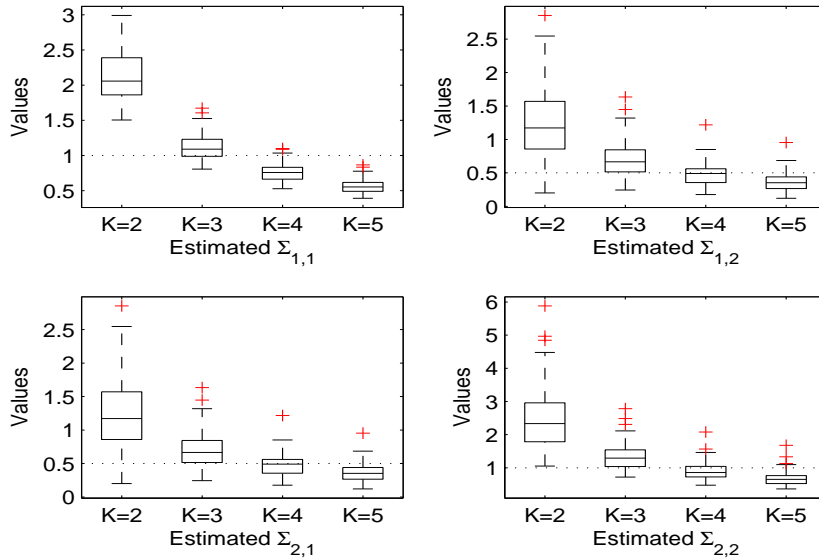 3
2.5
2
1.5
1
0.5
Values
K=2 K=3 K=4 K=5
Estimated Σ1,1
2.5
2
1.5
1
0.5
0
Values
K=2 K=3 K=4 K=5
Estimated Σ1,2
2.5
2
1.5
1
0.5
0
Values
K=2 K=3 K=4 K=5
Estimated Σ2,1
6
5
4
3
2
1
Values
K=2 K=3 K=4 K=5
Estimated Σ2,2